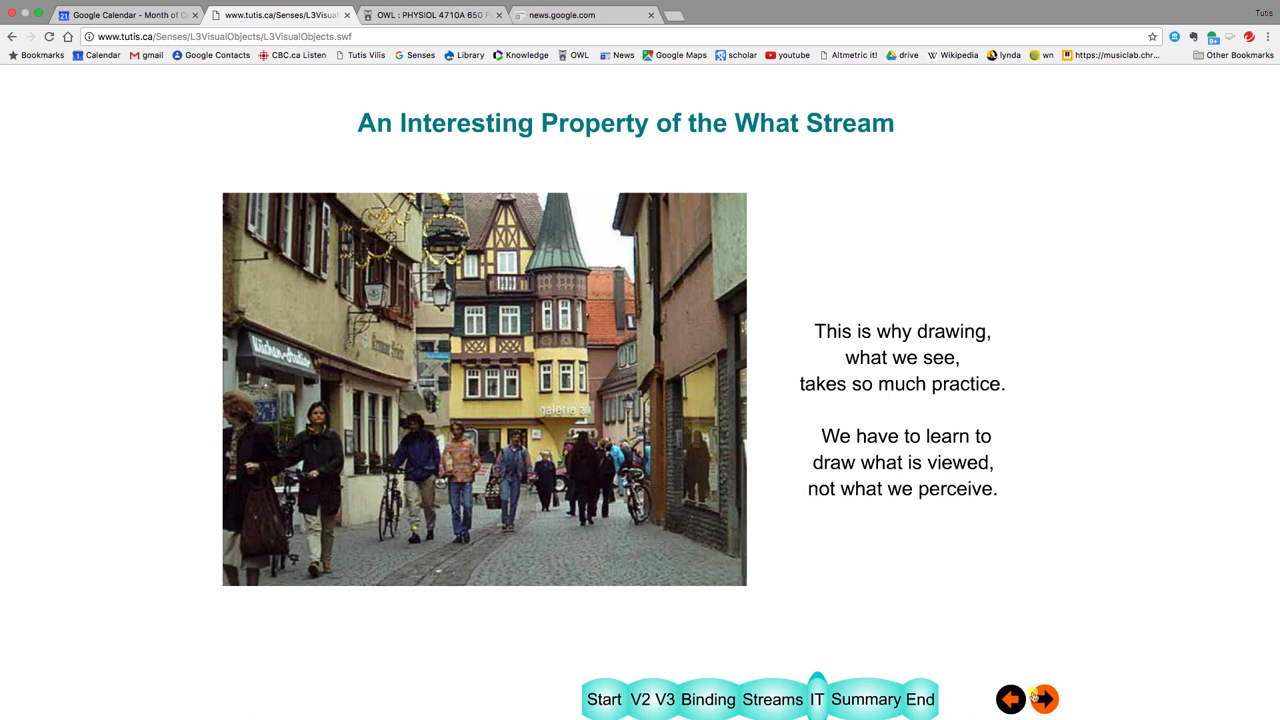 Google Calendar - Month of O
www.tutis.ca/Senses/L3Visual
OWL : PHYSIOL 4710A 650 F
news.google.com
Tutis
www.tutis.ca/Senses/L3VisualObjects/L3VisualObjects.swf
Bookmarks Calendar gmail Google Contacts CBC.ca Listen Tutis Vilis Senses Library Knowledge OWL News Google Maps scholar youtube Altmetric it! drive Wikipedia lynda wn https://musiclab.chr... Other Bookmarks
An Interesting Property of the What Stream
Küchen-studio
galerie
This is why drawing,
what we see,
takes so much practice.
We have to learn to
draw what is viewed,
not what we perceive.
Start V2 V3 Binding Streams IT Summary End